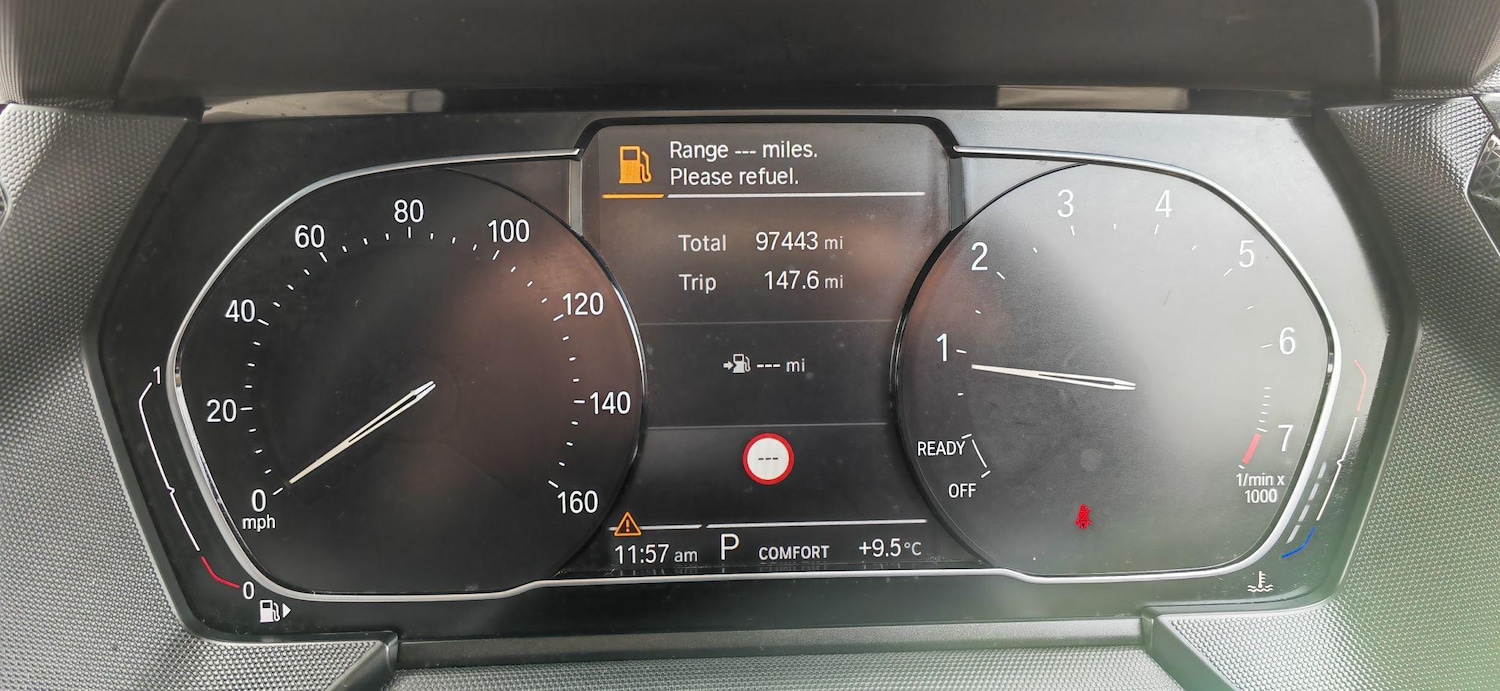 Range --- miles.
Please refuel.
Total 97443 mi
Trip 147.6 mi
--- mi
---
11:57 am P COMFORT +9.5°C
0
20
40
60
80
100
120
140
160
mph
1
0
READY
OFF
1
2
3
4
5
6
7
1/min x
1000